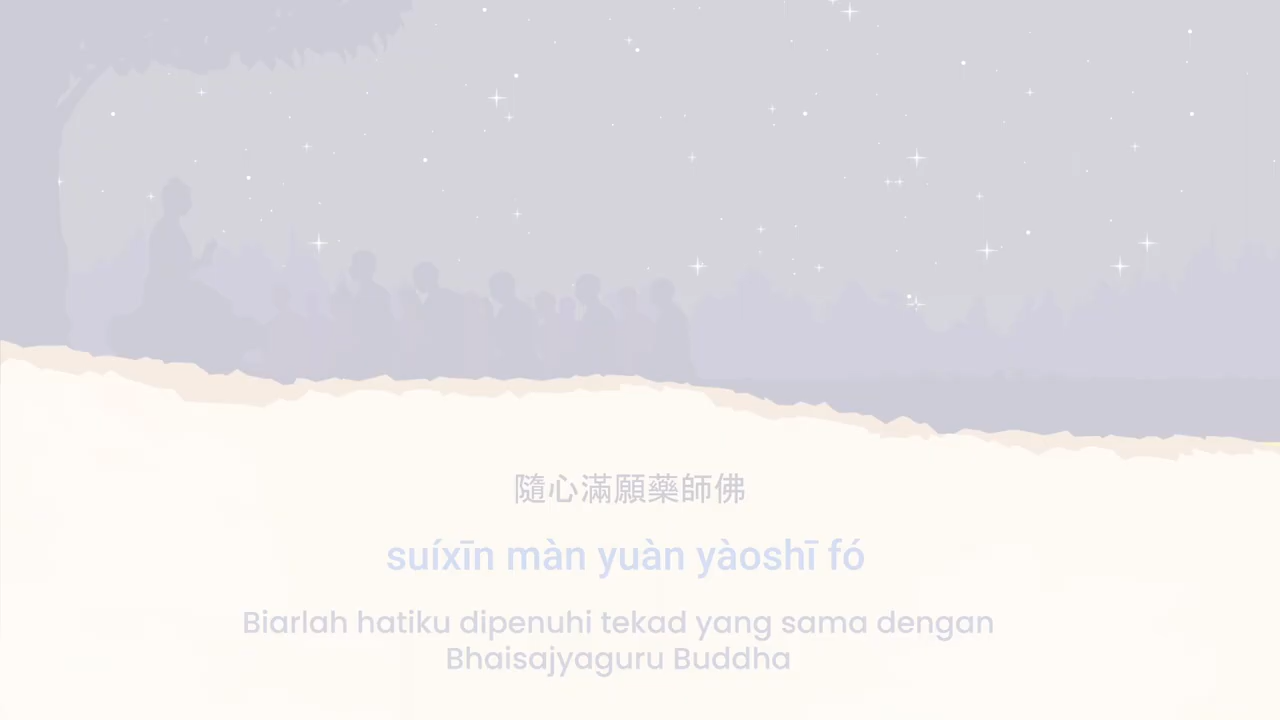 隨心滿願藥師佛
suíxīn màn yuàn yàoshī fó
Biarlah hatiku dipenuhi tekad yang sama dengan
Bhaisajyaguru Buddha